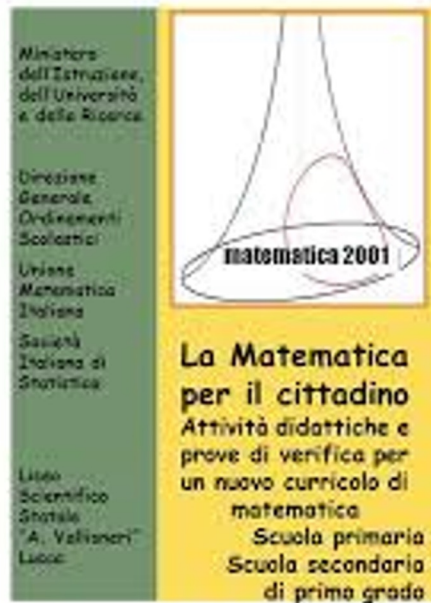 Ministero
dell'Istruzione,
dell'Università
e della Ricerca
Direzione
Generale
Ordinamenti
Scolastici
Unione
Matematica
Italiana
Società
Italiana di
Statistica
Liceo
Scientifico
Statale
"A. Vallisneri"
Lucca
matematica 2001
La Matematica
per il cittadino
Attività didattiche e
prove di verifica per
un nuovo curricolo di
matematica
Scuola primaria
Scuola secondaria
di primo grado